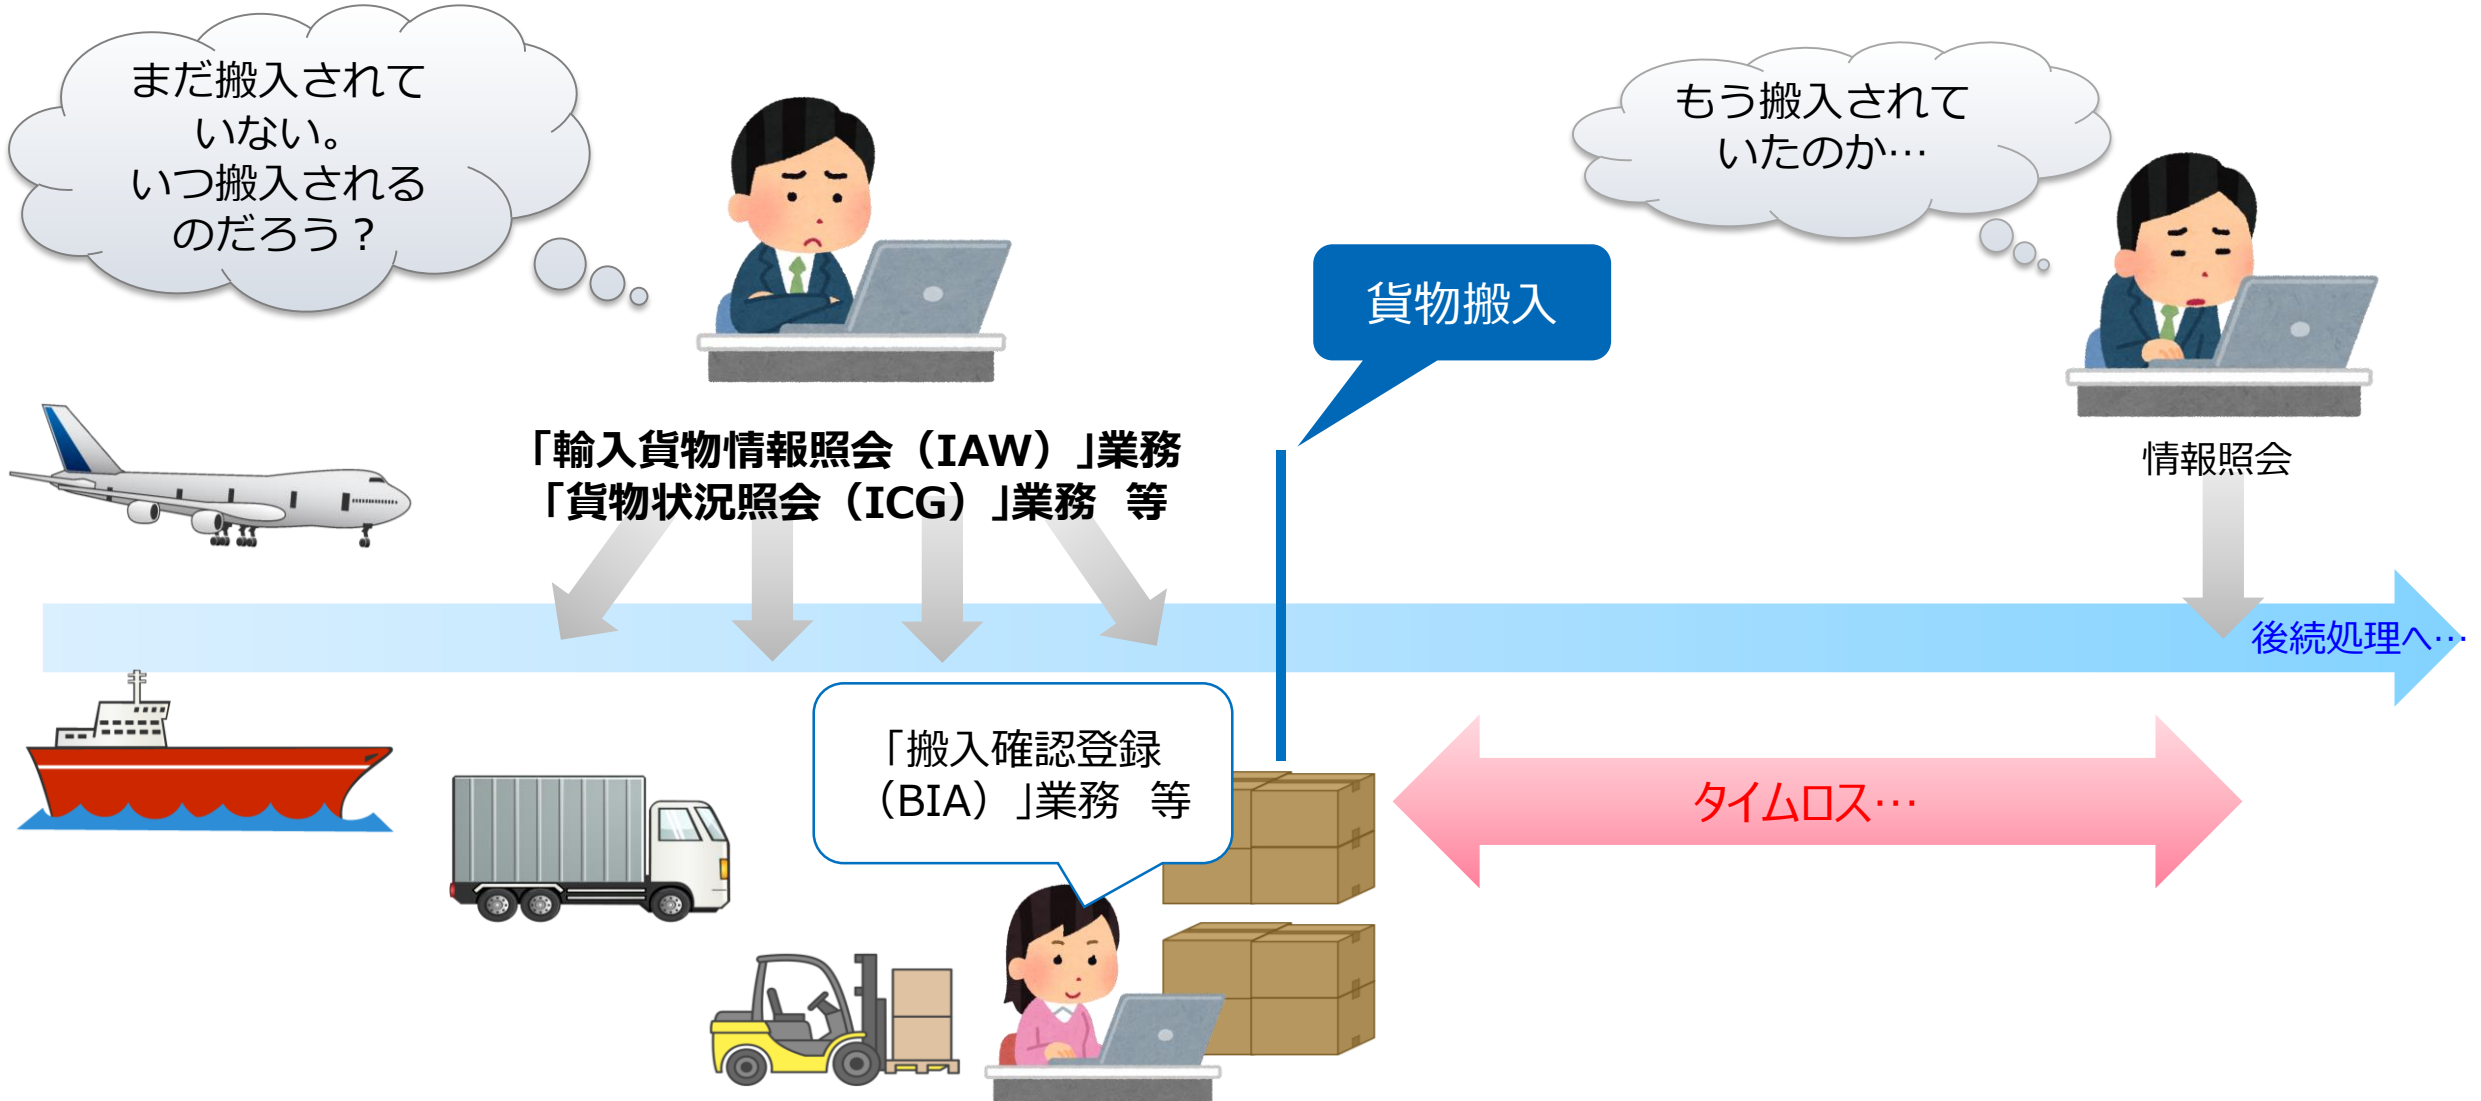 まだ搬入されて
いない。
いつ搬入される
のだろう？
もう搬入されて
いたのか…
貨物搬入
「輸入貨物情報照会（IAW）」業務
「貨物状況照会（ICG）」業務　等
情報照会
後続処理へ…
「搬入確認登録
（BIA）」業務　等
タイムロス…